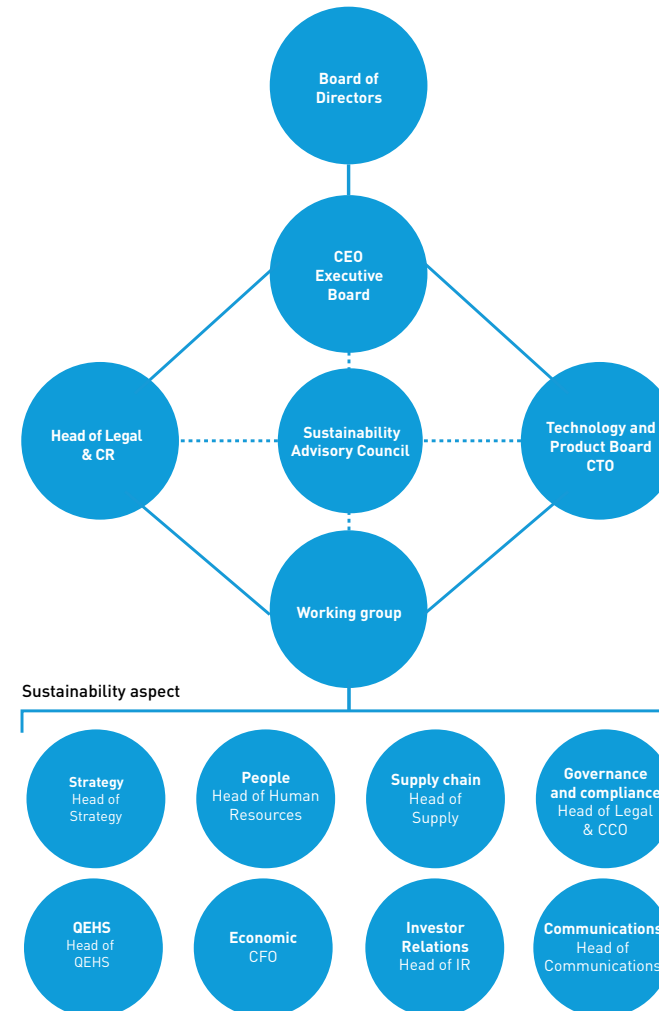 Board of
Directors
CEO
Executive
Board
Head of Legal
& CR
Sustainability
Advisory Council
Technology and
Product Board
CTO
Working group
Sustainability aspect
Strategy
Head of
Strategy
People
Head of Human
Resources
Supply chain
Head of
Supply
Governance
and compliance
Head of Legal
& CCO
QEHS
Head of
QEHS
Economic
CFO
Investor
Relations
Head of IR
Communications
Head of
Communications